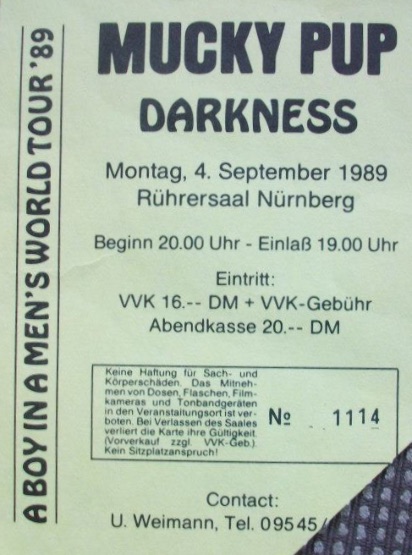 A BOY IN A MEN'S WORLD TOUR '89
MUCKY PUP
DARKNESS
Montag, 4. September 1989
Rührersaal Nürnberg
Beginn 20.00 Uhr - Einlaß 19.00 Uhr
Eintritt:
VVK 16.-- DM + VVK-Gebühr
Abendkasse 20.-- DM
Keine Haftung für Sach- und
Körperschäden. Das Mitneh-
men von Dosen, Flaschen, Film-
kameras und Tonbandgeräten
in den Veranstaltungsort ist ver-
boten. Bei Verlassen des Saales
verliert die Karte ihre Gültigkeit.
(Vorverkauf zzgl. VVK-Geb.).
Kein Sitzplatzanspruch!
№ 1114
Contact:
U. Weimann, Tel. 09545/